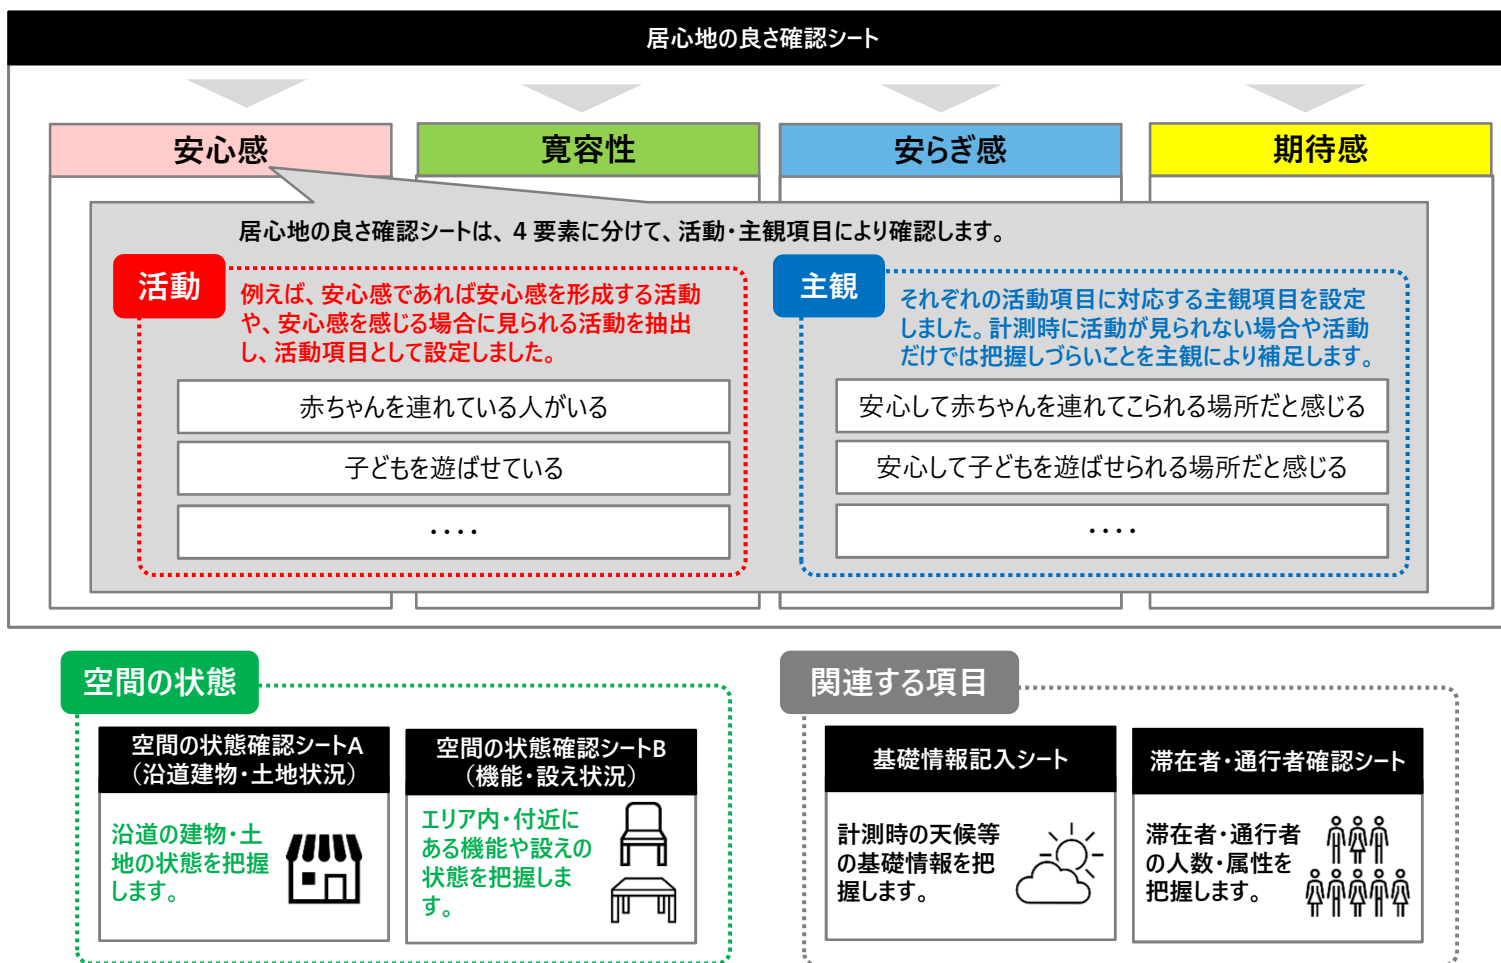 居心地の良さ確認シート
安心感
寛容性
安らぎ感
期待感
居心地の良さ確認シートは、4 要素に分けて、活動・主観項目により確認します。
活動
例えば、安心感であれば安心感を形成する活動
や、安心感を感じる場合に見られる活動を抽出
し、活動項目として設定しました。
赤ちゃんを連れている人がいる
子どもを遊ばせている
・・・・
主観
それぞれの活動項目に対応する主観項目を設定
しました。計測時に活動が見られない場合や活動
だけでは把握しづらいことを主観により補足します。
安心して赤ちゃんを連れてこられる場所だと感じる
安心して子どもを遊ばせられる場所だと感じる
・・・・
空間の状態
空間の状態確認シートA
（沿道建物・土地状況）
沿道の建物・土
地の状態を把握
します。
空間の状態確認シートB
（機能・設え状況）
エリア内・付近に
ある機能や設えの
状態を把握しま
す。
関連する項目
基礎情報記入シート
計測時の天候等
の基礎情報を把
握します。
滞在者・通行者確認シート
滞在者・通行者
の人数・属性を
把握します。